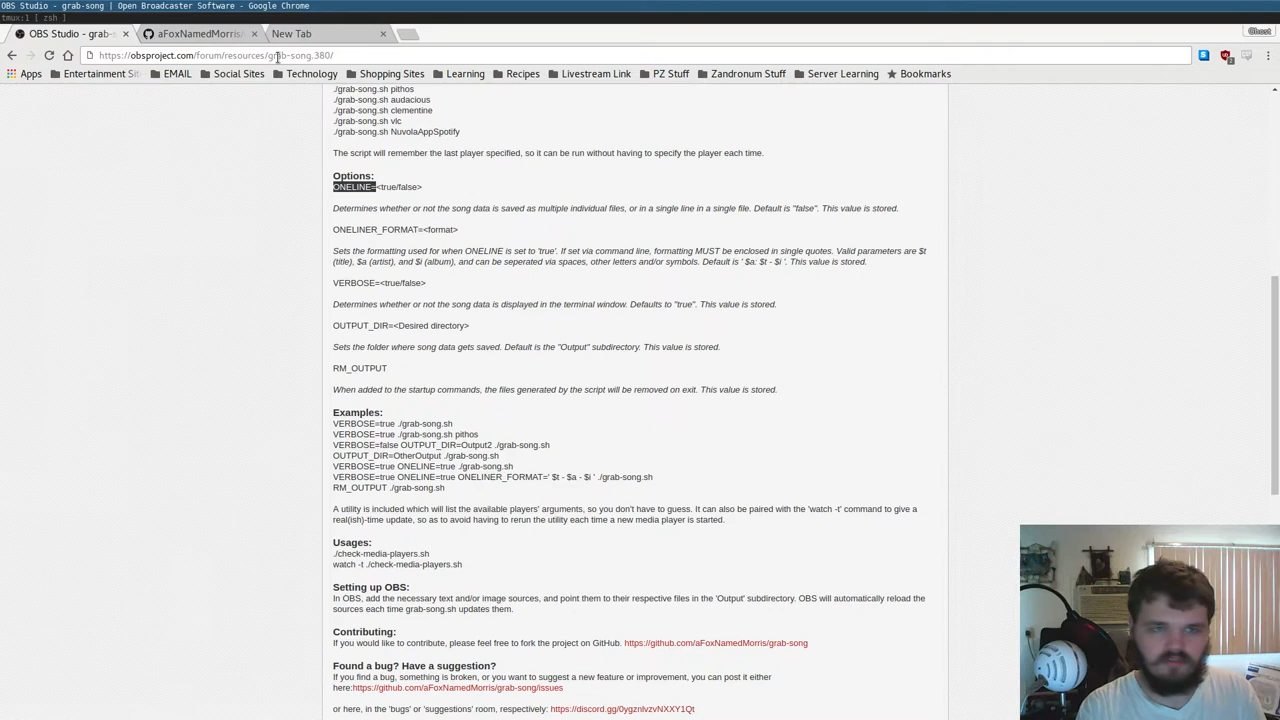 OBS Studio - grab-song | Open Broadcaster Software - Google Chrome
tmux:1 [ zsh ]
OBS Studio - grab-song- aFoxNamedMorris/ New Tab Ghost
https://obsproject.com/forum/resources/grab-song.380/
Apps Entertainment Sit EMAIL Social Sites Technology Shopping Sites Learning Recipes Livestream Link PZ Stuff Zandronum Stuff Server Learning Bookmarks
./grab-song.sh pithos
./grab-song.sh audacious
./grab-song.sh clementine
./grab-song.sh vlc
./grab-song.sh NuvolaAppSpotify
The script will remember the last player specified, so it can be run without having to specify the player each time.
Options:
ONELINE=<true/false>
Determines whether or not the song data is saved as multiple individual files, or in a single line in a single file. Default is "false". This value is stored.
ONELINER_FORMAT=<format>
Sets the formatting used for when ONELINE is set to 'true'. If set via command line, formatting MUST be enclosed in single quotes. Valid parameters are $t
(title), $a (artist), and $i (album), and can be seperated via spaces, other letters and/or symbols. Default is ' $a: $t - $i '. This value is stored.
VERBOSE=<true/false>
Determines whether or not the song data is displayed in the terminal window. Defaults to "true". This value is stored.
OUTPUT_DIR=<Desired directory>
Sets the folder where song data gets saved. Default is the "Output" subdirectory. This value is stored.
RM_OUTPUT
When added to the startup commands, the files generated by the script will be removed on exit. This value is stored.
Examples:
VERBOSE=true ./grab-song.sh
VERBOSE=true ./grab-song.sh pithos
VERBOSE=false OUTPUT_DIR=Output2 ./grab-song.sh
OUTPUT_DIR=OtherOutput ./grab-song.sh
VERBOSE=true ONELINE=true ./grab-song.sh
VERBOSE=true ONELINE=true ONELINER_FORMAT=' $t - $a - $i ' ./grab-song.sh
RM_OUTPUT ./grab-song.sh
A utility is included which will list the available players' arguments, so you don't have to guess. It can also be paired with the 'watch -t' command to give a
real(ish)-time update, so as to avoid having to rerun the utility each time a new media player is started.
Usages:
./check-media-players.sh
watch -t ./check-media-players.sh
Setting up OBS:
In OBS, add the necessary text and/or image sources, and point them to their respective files in the 'Output' subdirectory. OBS will automatically reload the
sources each time grab-song.sh updates them.
Contributing:
If you would like to contribute, please feel free to fork the project on GitHub. https://github.com/aFoxNamedMorris/grab-song
Found a bug? Have a suggestion?
If you find a bug, something is broken, or you want to suggest a new feature or improvement, you can post it either
here:https://github.com/aFoxNamedMorris/grab-song/issues
or here, in the 'bugs' or 'suggestions' room, respectively: https://discord.gg/0ygznlvzvNXXY1Qt